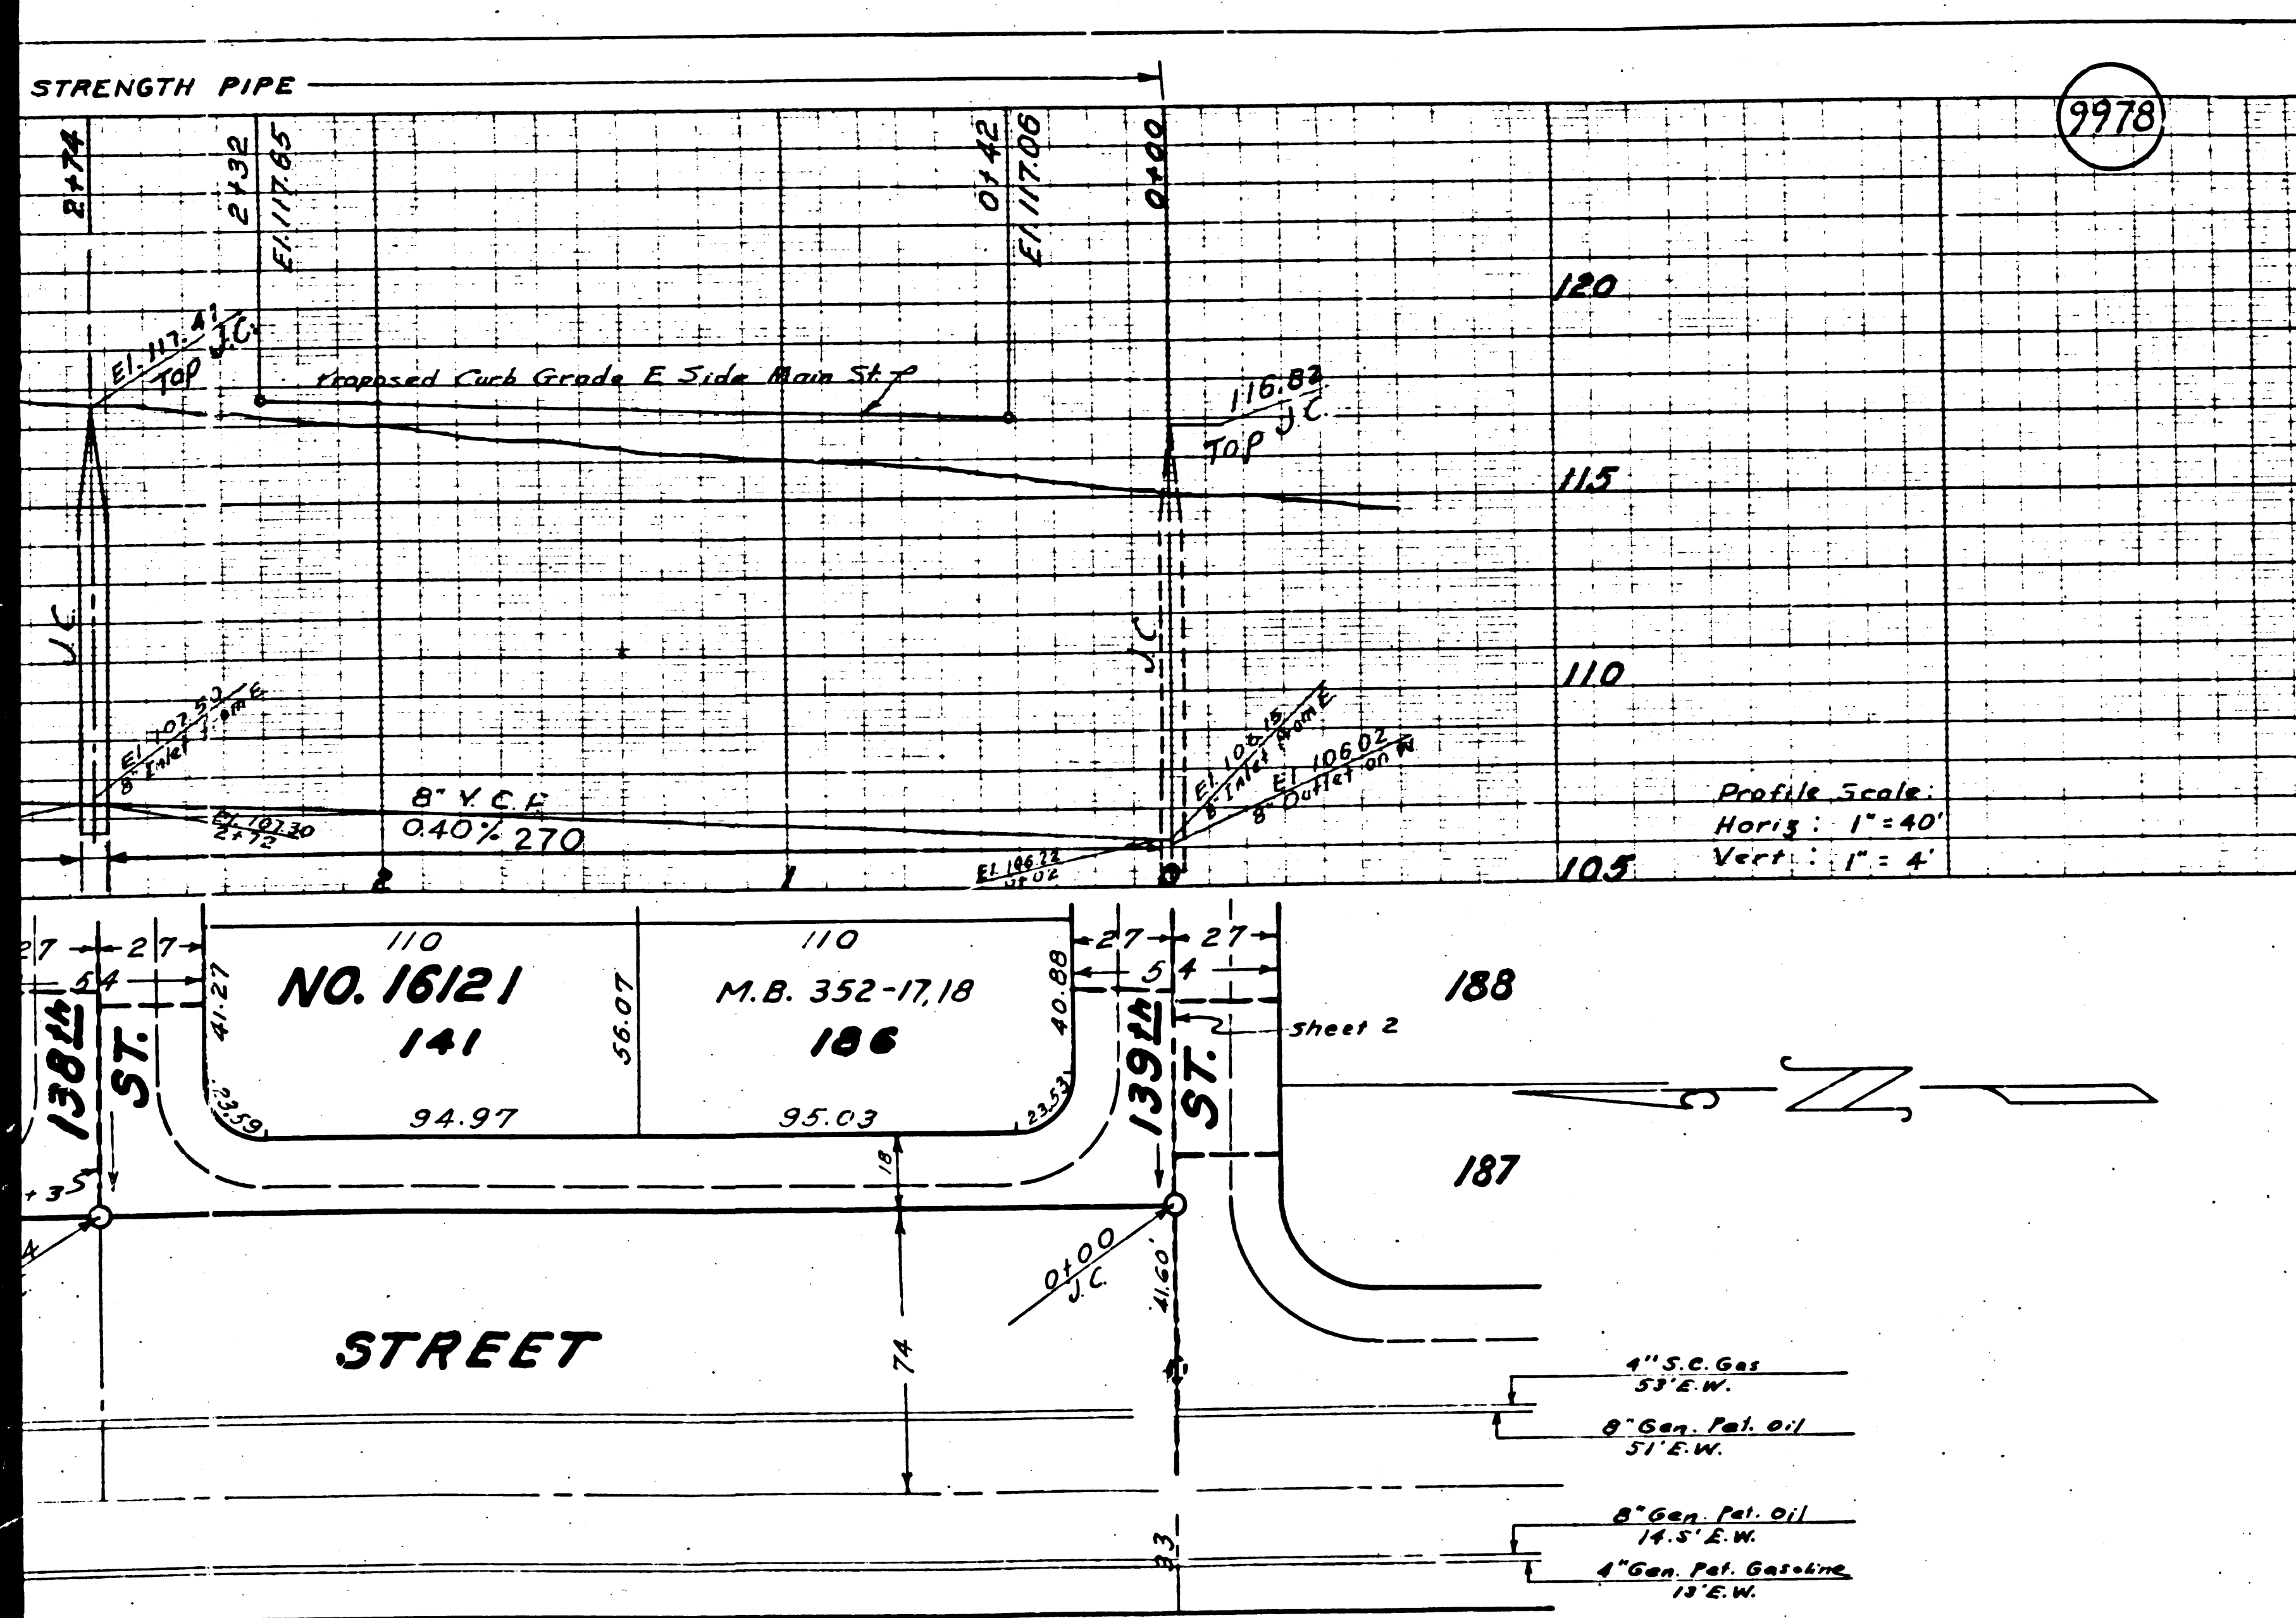 STRENGTH PIPE
9978
2+74
2+32
El. 117.65
0+42
El. 117.06
0+00
120
El. 117.41
Top J.C.
Proposed Curb Grade E Side Main St.
116.82
Top J.C.
115
J.C.
J.C.
110
El. 107.50
8" Inlet from E
El. 106.15
8" Inlet from E
El. 106.02
8" Outlet on W
8" V.C.P.
0.40% 270
El. 107.30
2+72
El. 106.22
0+02
Profile Scale:
Horiz: 1" = 40'
Vert: 1" = 4'
2
1
0
105
27
27
54
110
110
27
27
54
NO. 16121
M.B. 352-17,18
188
41.27
56.07
40.88
141
186
sheet 2
138th ST.
139th ST.
23.59
94.97
95.03
23.53
18
187
+35
0+00
J.C.
41.60'
STREET
74
4" S.C. Gas
53' E.W.
8" Gen. Pet. Oil
51' E.W.
8" Gen. Pet. Oil
14.5' E.W.
33
4" Gen. Pet. Gasoline
13' E.W.